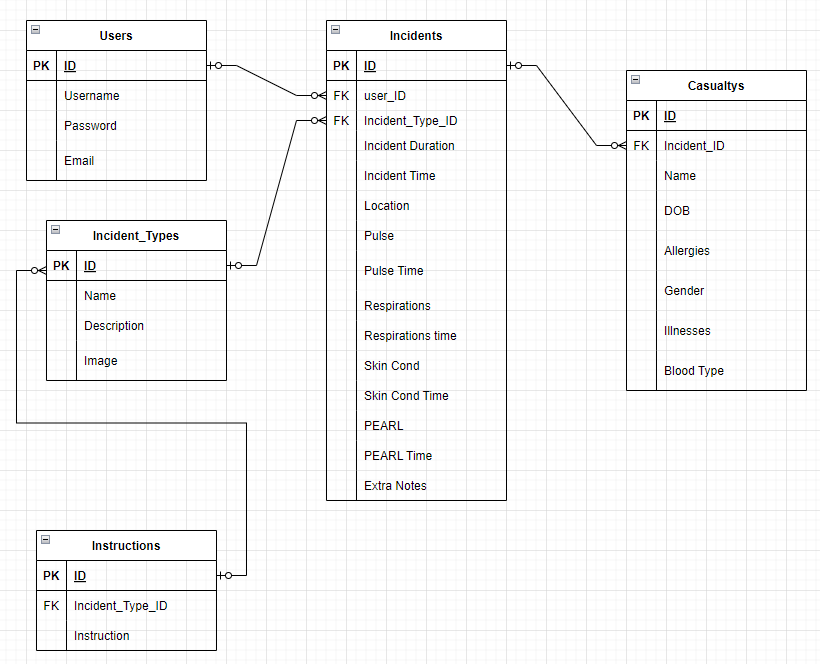 Users
PK ID
Username
Password
Email
Incidents
PK ID
FK user_ID
FK Incident_Type_ID
Incident Duration
Incident Time
Location
Pulse
Pulse Time
Respirations
Respirations time
Skin Cond
Skin Cond Time
PEARL
PEARL Time
Extra Notes
Casualtys
PK ID
FK Incident_ID
Name
DOB
Allergies
Gender
Illnesses
Blood Type
Incident_Types
PK ID
Name
Description
Image
Instructions
PK ID
FK Incident_Type_ID
Instruction